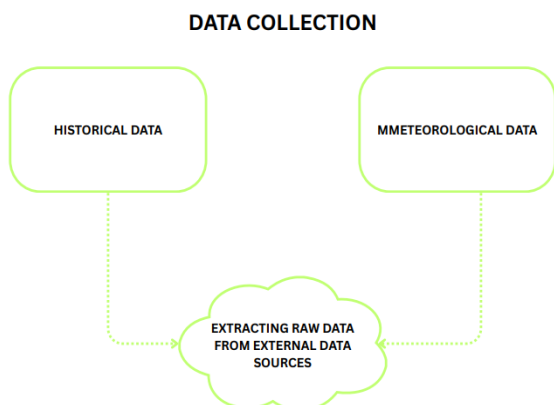 DATA COLLECTION
HISTORICAL DATA
MMETEOROLOGICAL DATA
EXTRACTING RAW DATA
FROM EXTERNAL DATA
SOURCES